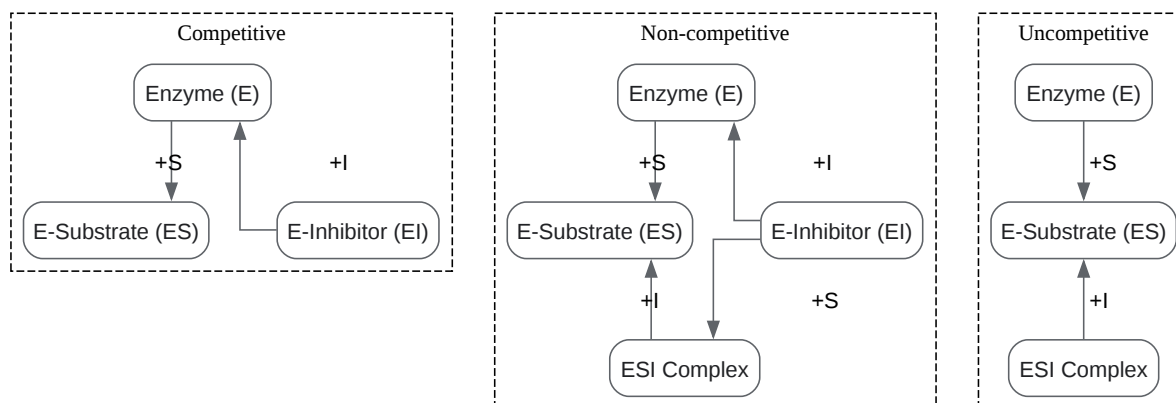 Competitive
Enzyme (E)
+S
+I
E-Substrate (ES)
E-Inhibitor (EI)
Non-competitive
Enzyme (E)
+S
+I
E-Substrate (ES)
E-Inhibitor (EI)
+I
+S
ESI Complex
Uncompetitive
Enzyme (E)
+S
E-Substrate (ES)
+I
ESI Complex